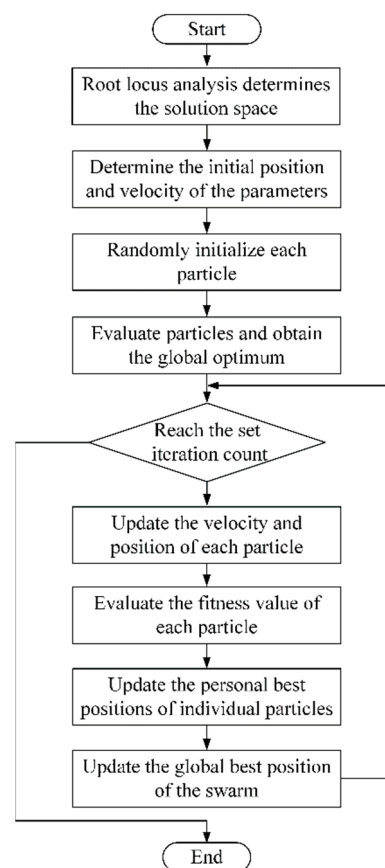 Start
Root locus analysis determines
the solution space
Determine the initial position
and velocity of the parameters
Randomly initialize each
particle
Evaluate particles and obtain
the global optimum
Reach the set
iteration count
Update the velocity and
position of each particle
Evaluate the fitness value of
each particle
Update the personal best
positions of individual particles
Update the global best position
of the swarm
End